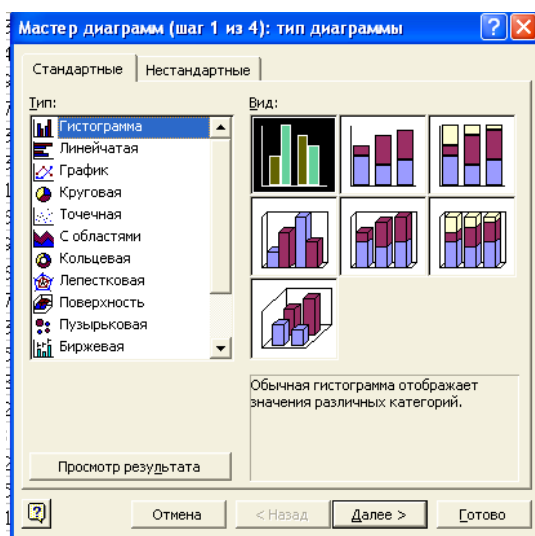 Мастер диаграмм (шаг 1 из 4): тип диаграммы
Стандартные
Нестандартные
Тип:
Гистограмма
Линейчатая
График
Круговая
Точечная
С областями
Кольцевая
Лепестковая
Поверхность
Пузырьковая
Биржевая
Вид:
Обычная гистограмма отображает
значения различных категорий.
Просмотр результата
Отмена
< Назад
Далее >
Готово